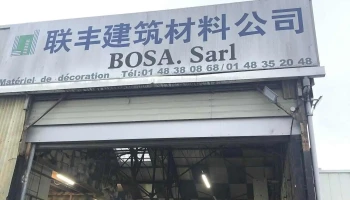 联丰建筑材料公司
BOSA. Sarl
Matériel de décoration Tél:01 48 38 08 68/01 48 35 20 48